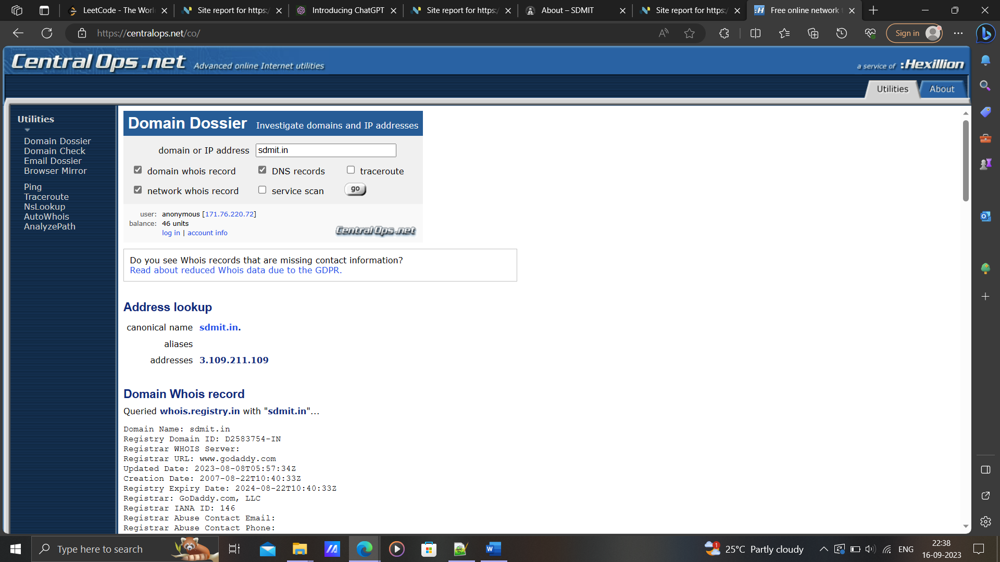 LeetCode - The Worl
Site report for https:/
Introducing ChatGPT
Site report for https:/
About – SDMIT
Site report for https:/
Free online network t
https://centralops.net/co/
Sign in
Central Ops .net Advanced online Internet utilities
a service of :Hexillion
Utilities
About
Utilities
Domain Dossier
Domain Check
Email Dossier
Browser Mirror
Ping
Traceroute
NsLookup
AutoWhois
AnalyzePath
Domain Dossier Investigate domains and IP addresses
domain or IP address sdmit.in
domain whois record DNS records traceroute
network whois record service scan go
user: anonymous [171.76.220.72]
balance: 46 units
log in | account info
CentralOps.net
Do you see Whois records that are missing contact information?
Read about reduced Whois data due to the GDPR.
Address lookup
canonical name sdmit.in.
aliases
addresses 3.109.211.109
Domain Whois record
Queried whois.registry.in with "sdmit.in"...
Domain Name: sdmit.in
Registry Domain ID: D2583754-IN
Registrar WHOIS Server:
Registrar URL: www.godaddy.com
Updated Date: 2023-08-08T05:57:34Z
Creation Date: 2007-08-22T10:40:33Z
Registry Expiry Date: 2024-08-22T10:40:33Z
Registrar: GoDaddy.com, LLC
Registrar IANA ID: 146
Registrar Abuse Contact Email:
Registrar Abuse Contact Phone:
Type here to search
1
25°C Partly cloudy
ENG
22:38
16-09-2023